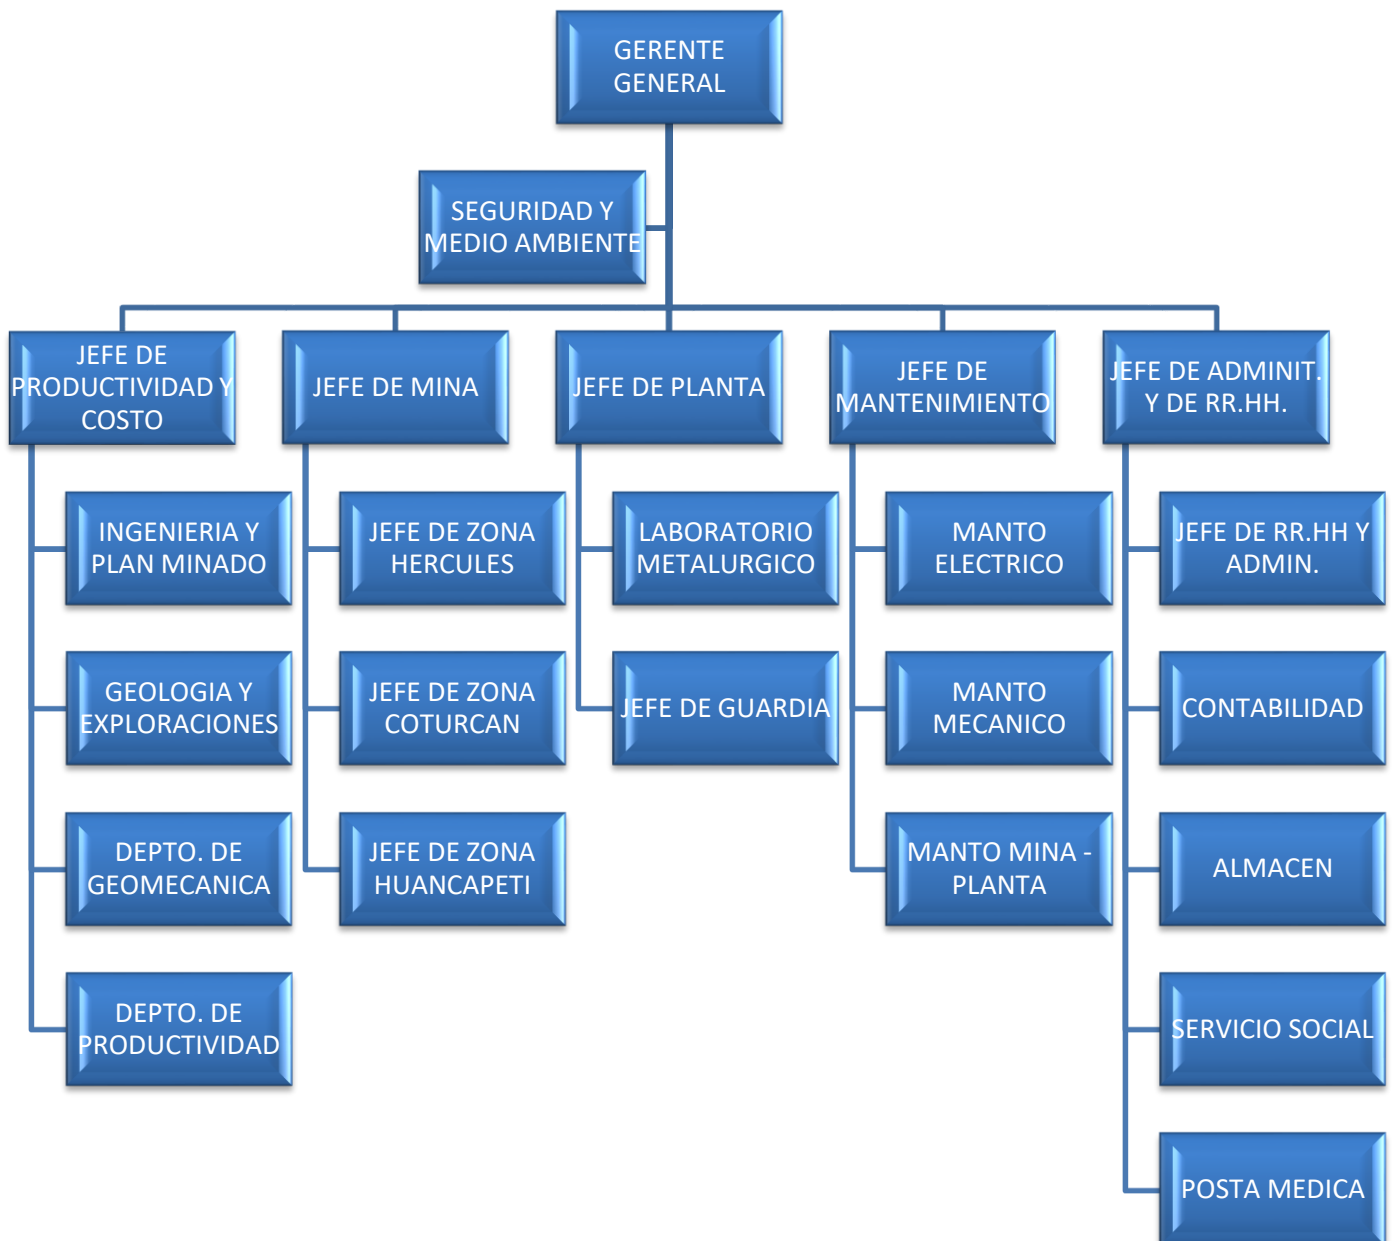 GERENTE
GENERAL
SEGURIDAD Y
MEDIO AMBIENTE
JEFE DE
PRODUCTIVIDAD Y
COSTO
JEFE DE MINA
JEFE DE PLANTA
JEFE DE
MANTENIMIENTO
JEFE DE ADMINIT.
Y DE RR.HH.
INGENIERIA Y
PLAN MINADO
GEOLOGIA Y
EXPLORACIONES
DEPTO. DE
GEOMECANICA
DEPTO. DE
PRODUCTIVIDAD
JEFE DE ZONA
HERCULES
JEFE DE ZONA
COTURCAN
JEFE DE ZONA
HUANCAPETI
LABORATORIO
METALURGICO
JEFE DE GUARDIA
MANTO
ELECTRICO
MANTO
MECANICO
MANTO MINA -
PLANTA
JEFE DE RR.HH Y
ADMIN.
CONTABILIDAD
ALMACEN
SERVICIO SOCIAL
POSTA MEDICA